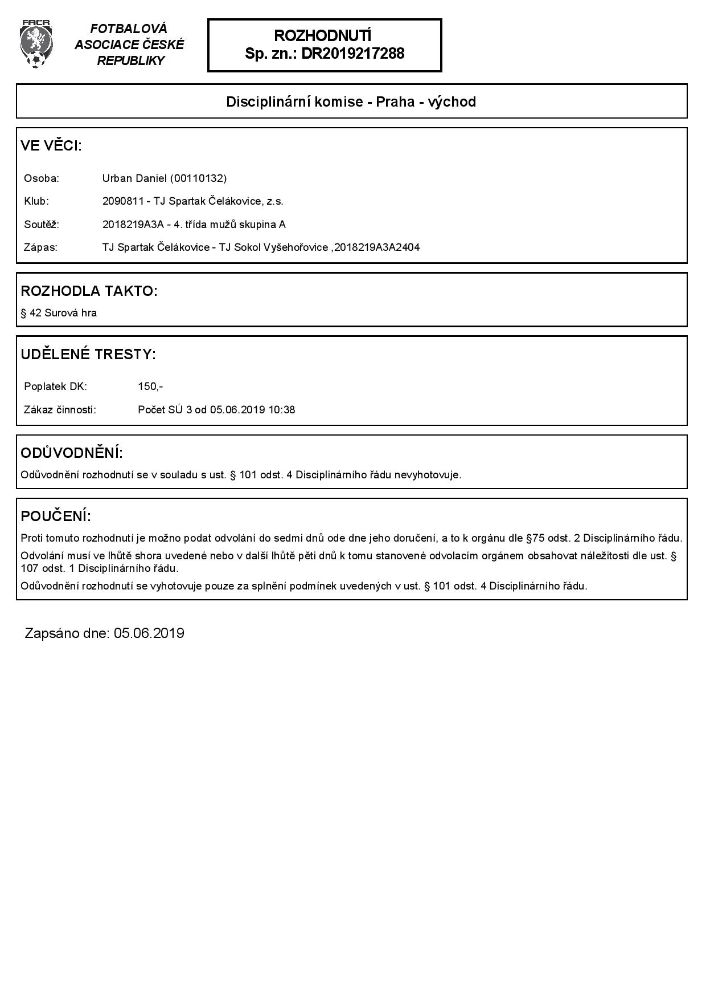 FAČR
FOTBALOVÁ
ASOCIACE ČESKÉ
REPUBLIKY
ROZHODNUTÍ
Sp. zn.: DR2019217288
Disciplinární komise - Praha - východ
VE VĚCI:
Osoba: Urban Daniel (00110132)
Klub: 2090811 - TJ Spartak Čelákovice, z.s.
Soutěž: 2018219A3A - 4. třída mužů skupina A
Zápas: TJ Spartak Čelákovice - TJ Sokol Vyšehořovice ,2018219A3A2404
ROZHODLA TAKTO:
§ 42 Surová hra
UDĚLENÉ TRESTY:
Poplatek DK: 150,-
Zákaz činnosti: Počet SÚ 3 od 05.06.2019 10:38
ODŮVODNĚNÍ:
Odůvodnění rozhodnutí se v souladu s ust. § 101 odst. 4 Disciplinárního řádu nevyhotovuje.
POUČENÍ:
Proti tomuto rozhodnutí je možno podat odvolání do sedmi dnů ode dne jeho doručení, a to k orgánu dle §75 odst. 2 Disciplinárního řádu.
Odvolání musí ve lhůtě shora uvedené nebo v další lhůtě pěti dnů k tomu stanovené odvolacím orgánem obsahovat náležitosti dle ust. §
107 odst. 1 Disciplinárního řádu.
Odůvodnění rozhodnutí se vyhotovuje pouze za splnění podmínek uvedených v ust. § 101 odst. 4 Disciplinárního řádu.
Zapsáno dne: 05.06.2019